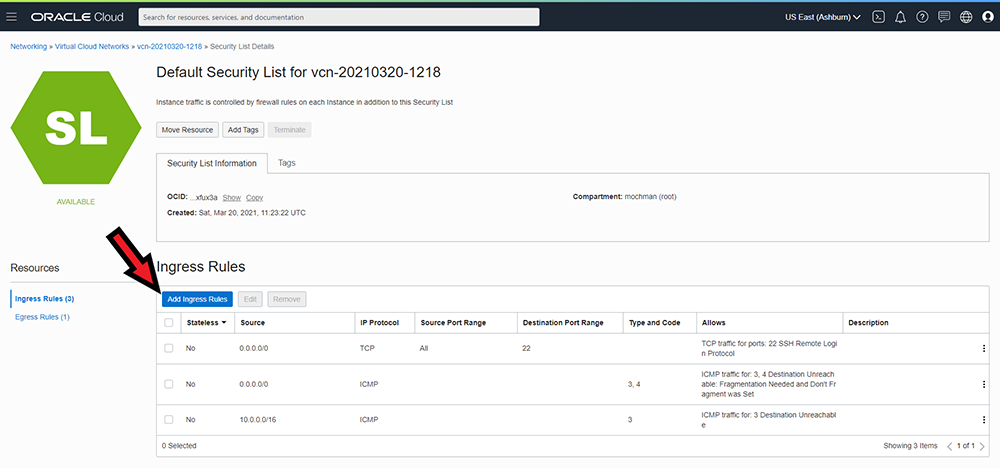 ORACLE Cloud
Search for resources, services, and documentation
US East (Ashburn)
Networking » Virtual Cloud Networks » vcn-20210320-1218 » Security List Details
SL
AVAILABLE
Default Security List for vcn-20210320-1218
Instance traffic is controlled by firewall rules on each Instance in addition to this Security List
Move Resource Add Tags Terminate
Security List Information Tags
OCID: ...xfux3a Show Copy
Compartment: mochman (root)
Created: Sat, Mar 20, 2021, 11:23:22 UTC
Resources
Ingress Rules (3)
Egress Rules (1)
Ingress Rules
Add Ingress Rules Edit Remove
Stateless Source IP Protocol Source Port Range Destination Port Range Type and Code Allows Description
No 0.0.0.0/0 TCP All 22 TCP traffic for ports: 22 SSH Remote Logi
n Protocol
No 0.0.0.0/0 ICMP 3, 4 ICMP traffic for: 3, 4 Destination Unreac
hable: Fragmentation Needed and Don't Fr
agment was Set
No 10.0.0.0/16 ICMP 3 ICMP traffic for: 3 Destination Unreachabl
e
0 Selected
Showing 3 Items 1 of 1